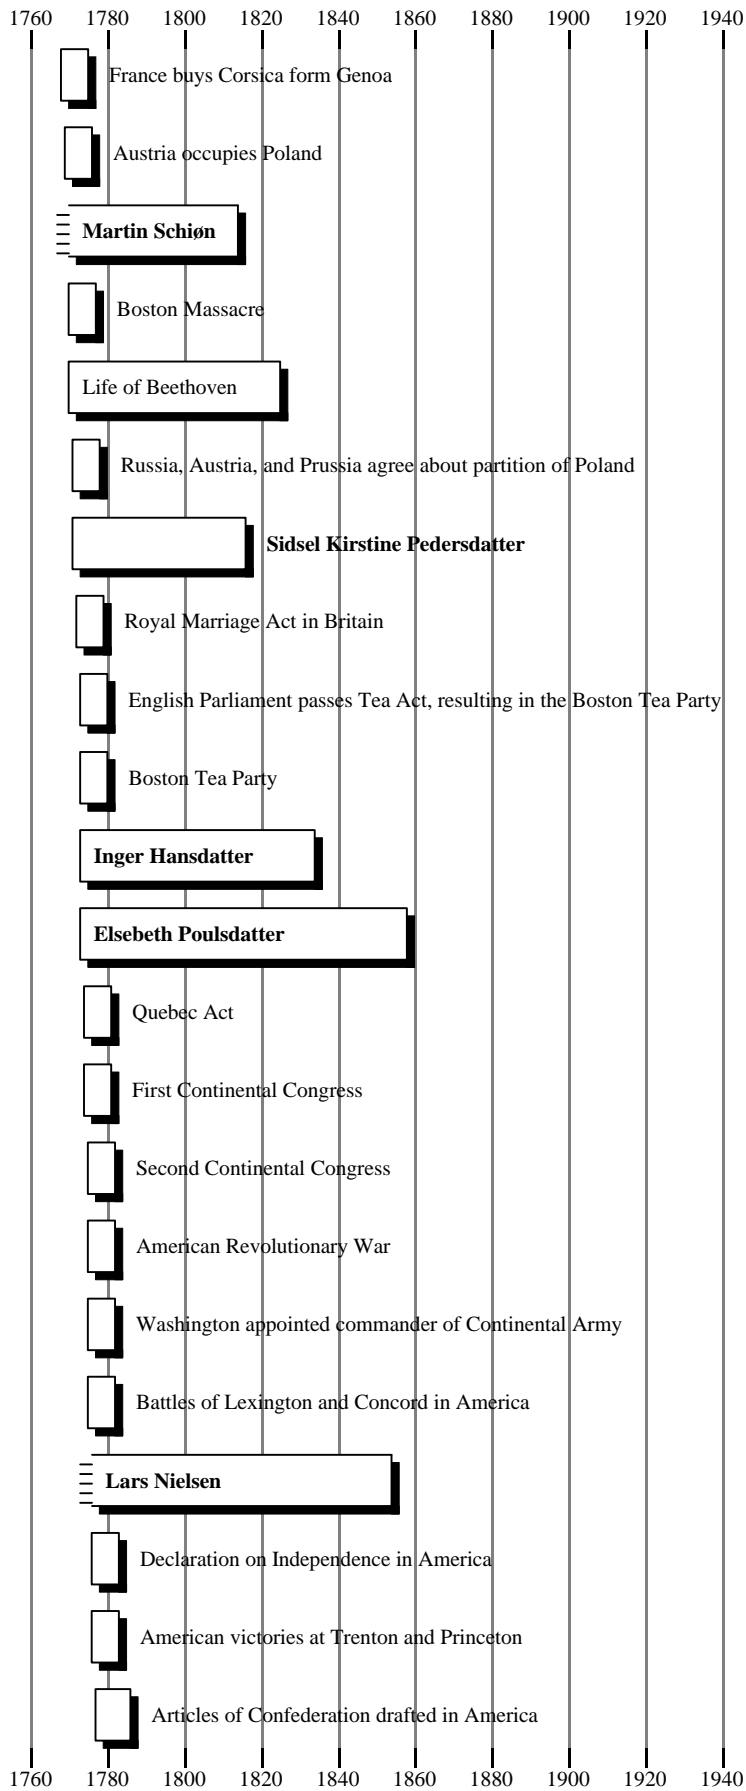 1760 1780 1800 1820 1840 1860 1880 1900 1920 1940
France buys Corsica form Genoa
Austria occupies Poland
Martin Schiøn
Boston Massacre
Life of Beethoven
Russia, Austria, and Prussia agree about partition of Poland
Sidsel Kirstine Pedersdatter
Royal Marriage Act in Britain
English Parliament passes Tea Act, resulting in the Boston Tea Party
Boston Tea Party
Inger Hansdatter
Elsebeth Poulsdatter
Quebec Act
First Continental Congress
Second Continental Congress
American Revolutionary War
Washington appointed commander of Continental Army
Battles of Lexington and Concord in America
Lars Nielsen
Declaration on Independence in America
American victories at Trenton and Princeton
Articles of Confederation drafted in America
1760 1780 1800 1820 1840 1860 1880 1900 1920 1940